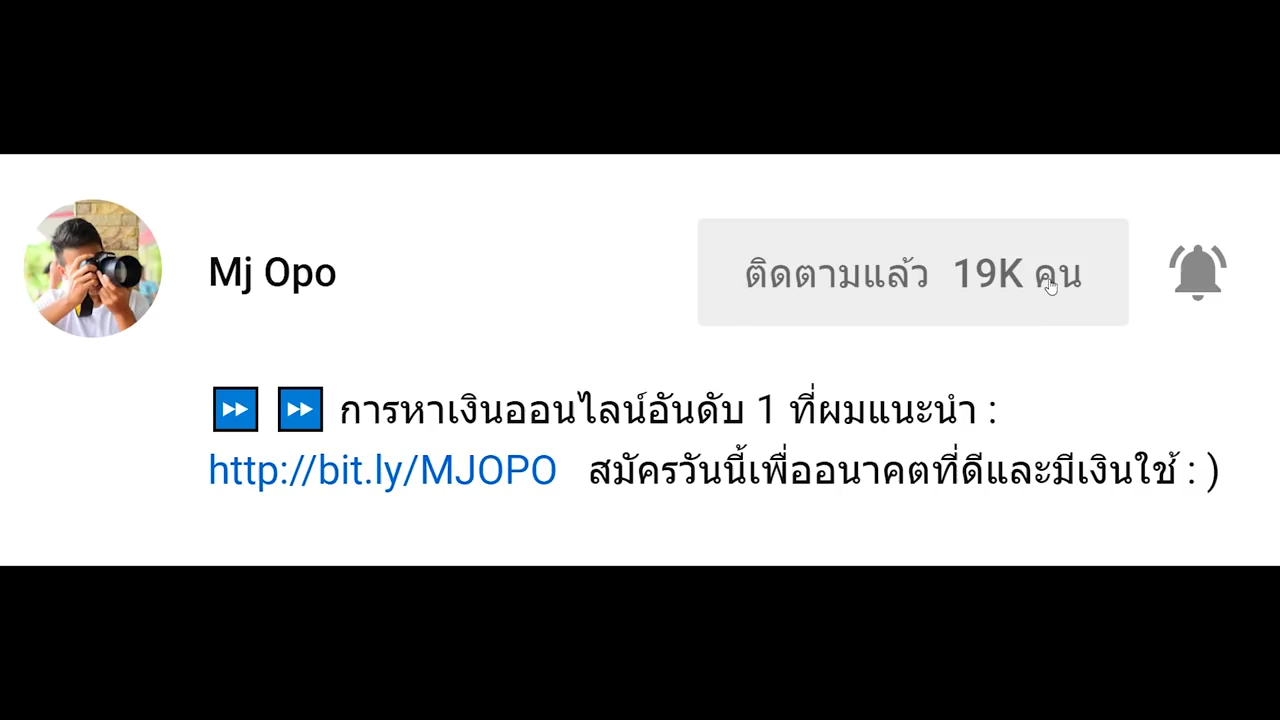 Mj Opo
ติดตามแล้ว 19K คน
การหาเงินออนไลน์อันดับ 1 ที่ผมแนะนำ :
http://bit.ly/MJOPO สมัครวันนี้เพื่ออนาคตที่ดีและมีเงินใช้ : )